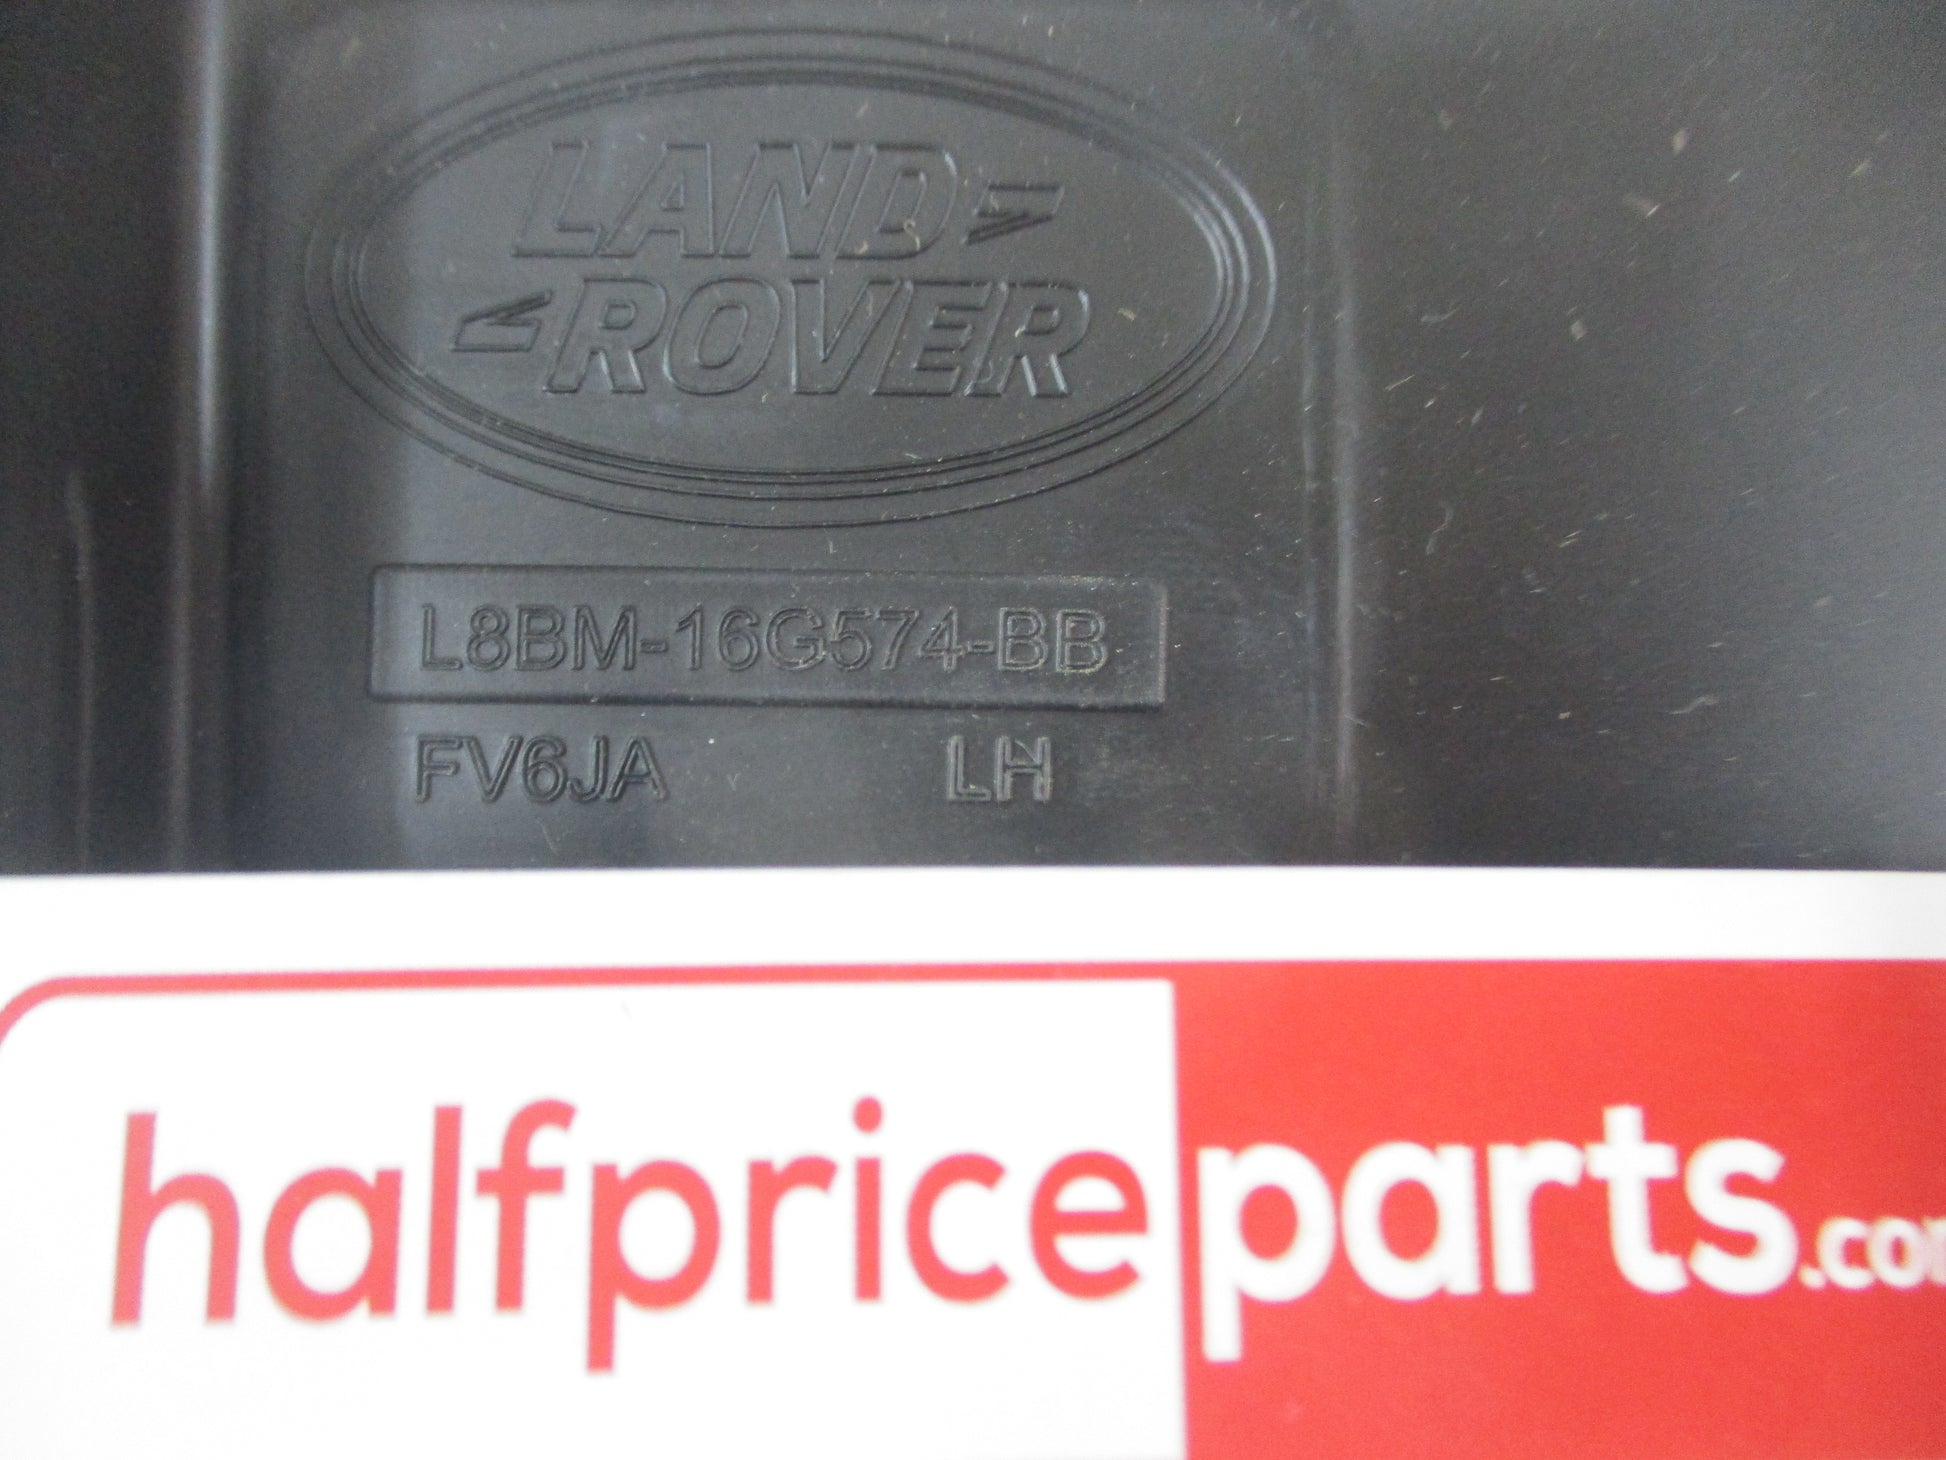 LAND
ROVER
L8BM-16G574-BB
FV6JA LH
halfpriceparts.co